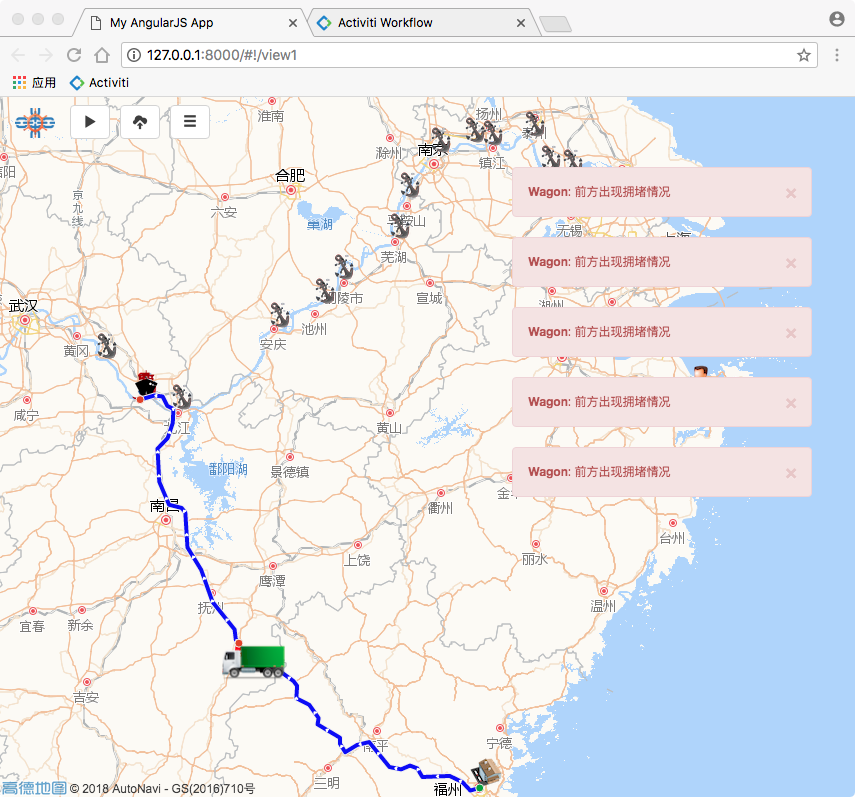 My AngularJS App
Activiti Workflow
127.0.0.1:8000/#!/view1
应用
Activiti
淮南
扬州
滁州
南京
镇江
合肥
六安
京九线
巢湖
芜湖
无锡
上海
武汉
黄冈
铜陵市
宣城
湖州
池州
安庆
咸宁
九江
黄山
鄱阳湖
景德镇
衢州
南昌
台州
上饶
丽水
鹰潭
抚州
温州
宜春
新余
吉安
南平
宁德
三明
福州
Wagon: 前方出现拥堵情况 ×
Wagon: 前方出现拥堵情况 ×
Wagon: 前方出现拥堵情况 ×
Wagon: 前方出现拥堵情况 ×
Wagon: 前方出现拥堵情况 ×
高德地图 © 2018 AutoNavi - GS(2016)710号